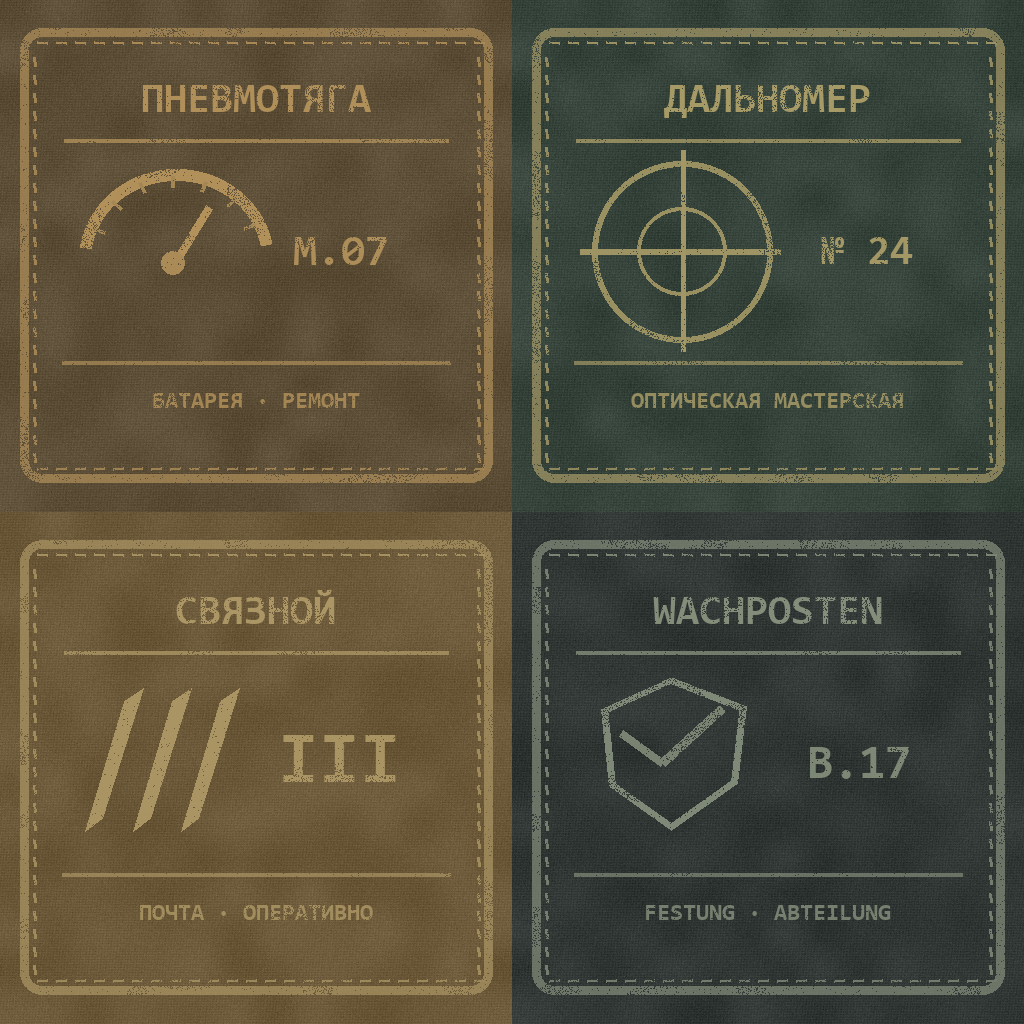 ПНЕВМОТЯГА
М.07
БАТАРЕЯ · РЕМОНТ
ДАЛЬНОМЕР
№ 24
ОПТИЧЕСКАЯ МАСТЕРСКАЯ
СВЯЗНОЙ
III
ПОЧТА · ОПЕРАТИВНО
WACHPOSTEN
B.17
FESTUNG · ABTEILUNG